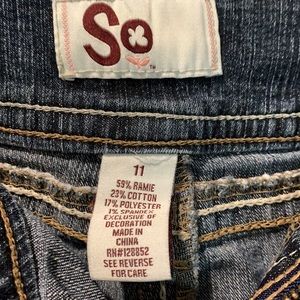 So
TM
11
59% RAMIE
23% COTTON
17% POLYESTER
1% SPANDEX
EXCLUSIVE OF
DECORATION
MADE IN
CHINA
RN#128852
SEE REVERSE
FOR CARE